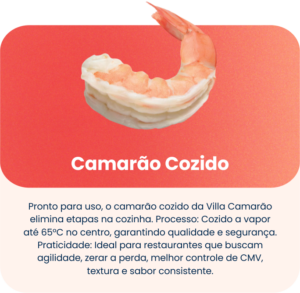 Camarão Cozido
Pronto para uso, o camarão cozido da Villa Camarão
elimina etapas na cozinha. Processo: Cozido a vapor
até 65ºC no centro, garantindo qualidade e segurança.
Praticidade: Ideal para restaurantes que buscam
agilidade, zerar a perda, melhor controle de CMV,
textura e sabor consistente.